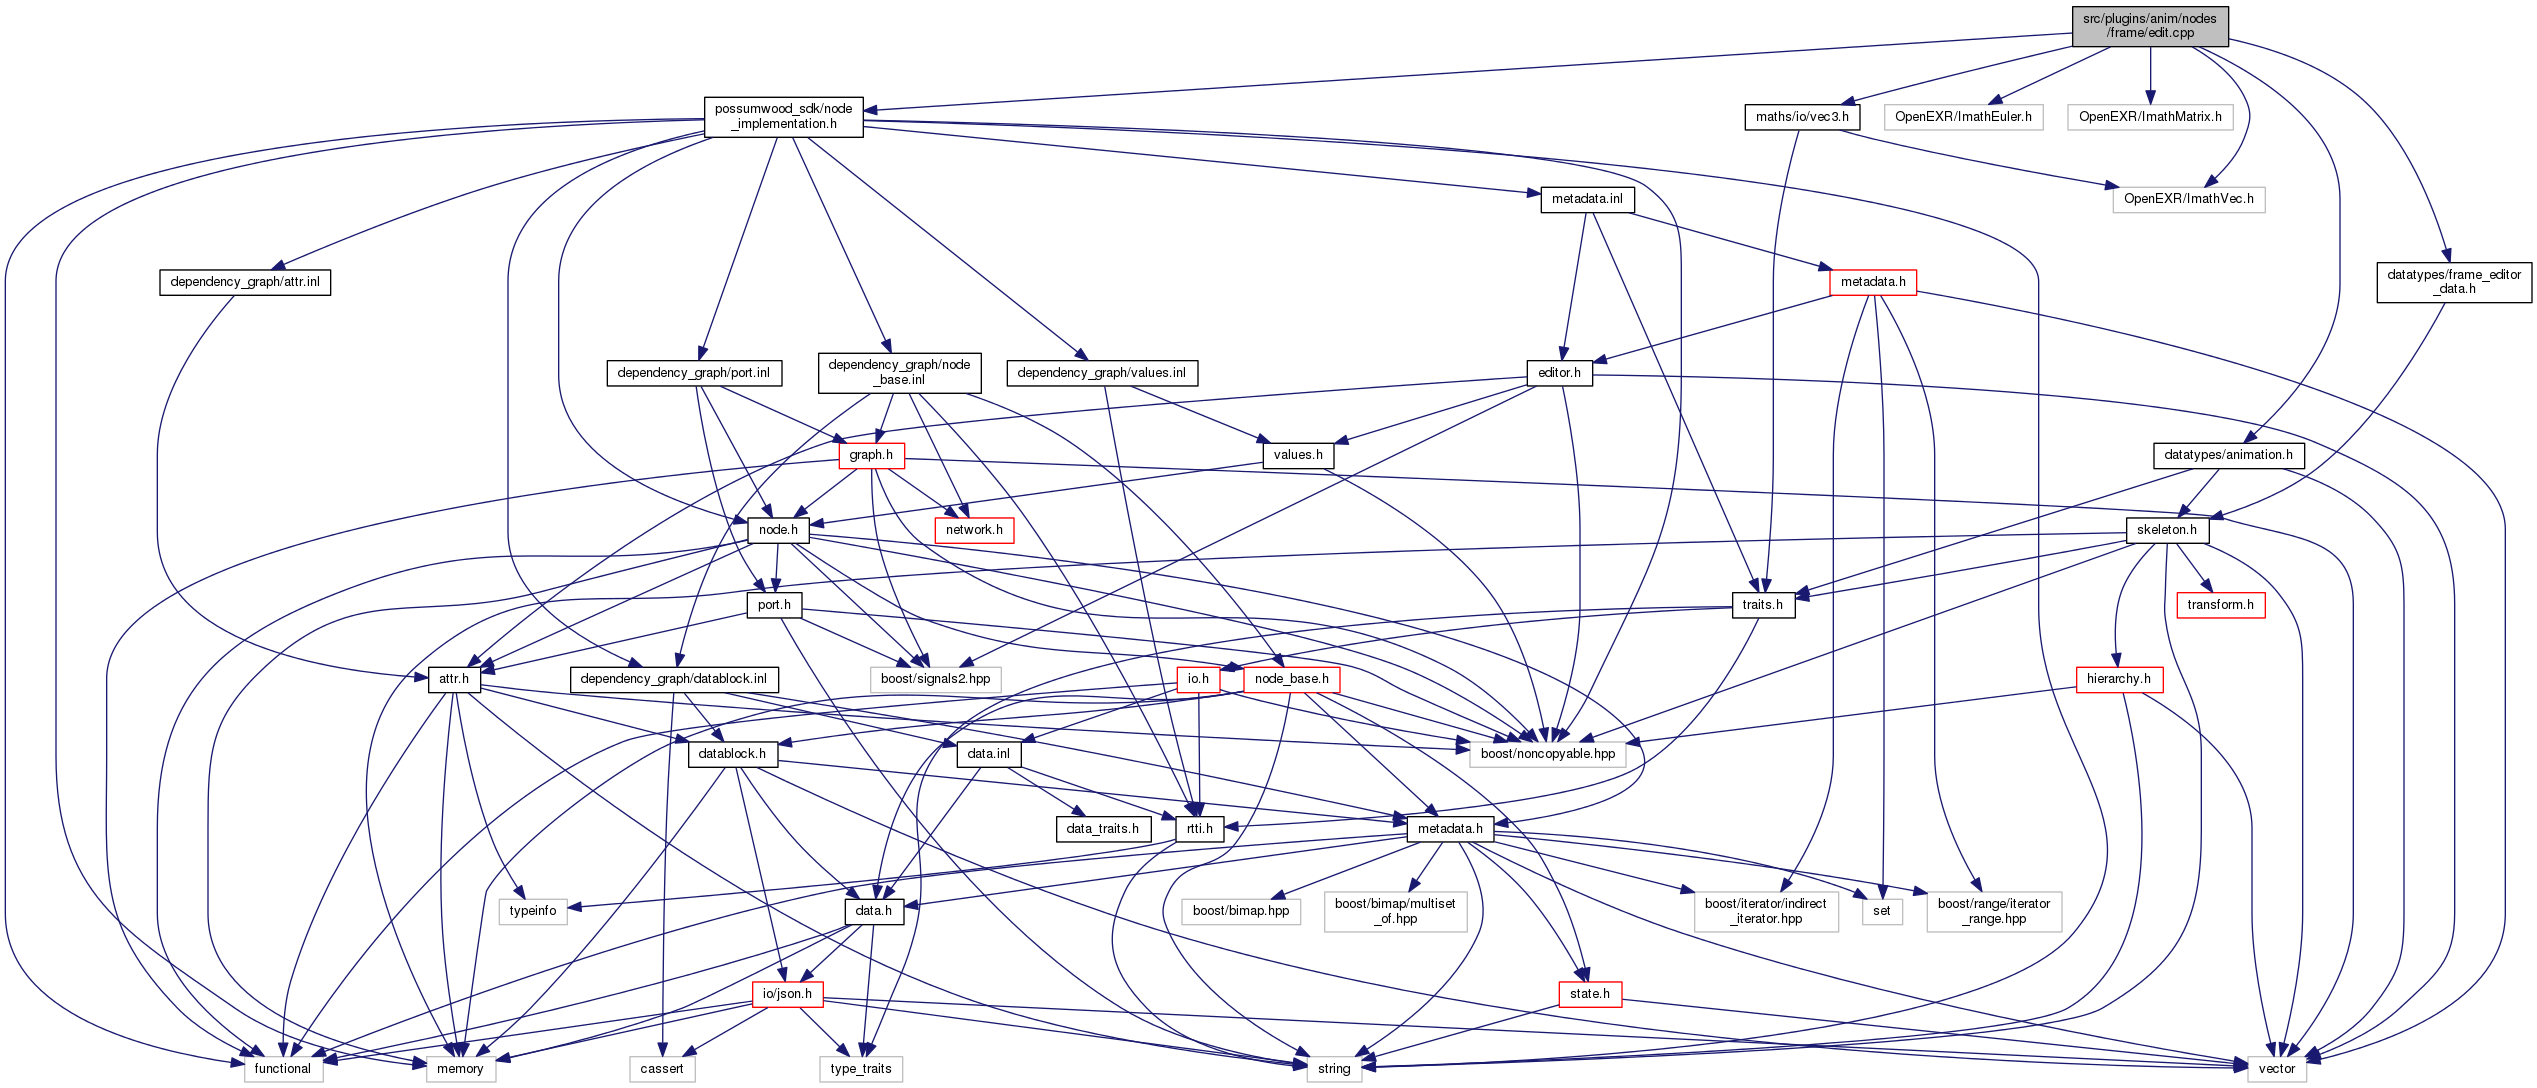 src/plugins/anim/nodes
/frame/edit.cpp
possumwood_sdk/node
_implementation.h
maths/io/vec3.h
OpenEXR/ImathEuler.h
OpenEXR/ImathMatrix.h
metadata.inl
OpenEXR/ImathVec.h
dependency_graph/attr.inl
metadata.h
datatypes/frame_editor
_data.h
dependency_graph/port.inl
dependency_graph/node
_base.inl
dependency_graph/values.inl
editor.h
graph.h
values.h
datatypes/animation.h
node.h
network.h
skeleton.h
port.h
traits.h
transform.h
attr.h
dependency_graph/datablock.inl
boost/signals2.hpp
io.h
node_base.h
hierarchy.h
datablock.h
data.inl
boost/noncopyable.hpp
data_traits.h
rtti.h
metadata.h
typeinfo
data.h
boost/bimap.hpp
boost/bimap/multiset
_of.hpp
boost/iterator/indirect
_iterator.hpp
set
boost/range/iterator
_range.hpp
io/json.h
state.h
functional
memory
cassert
type_traits
string
vector